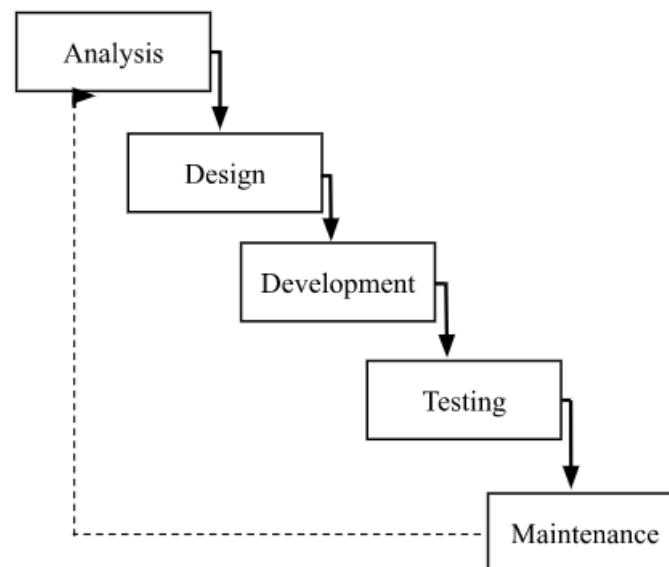 Analysis
Design
Development
Testing
Maintenance